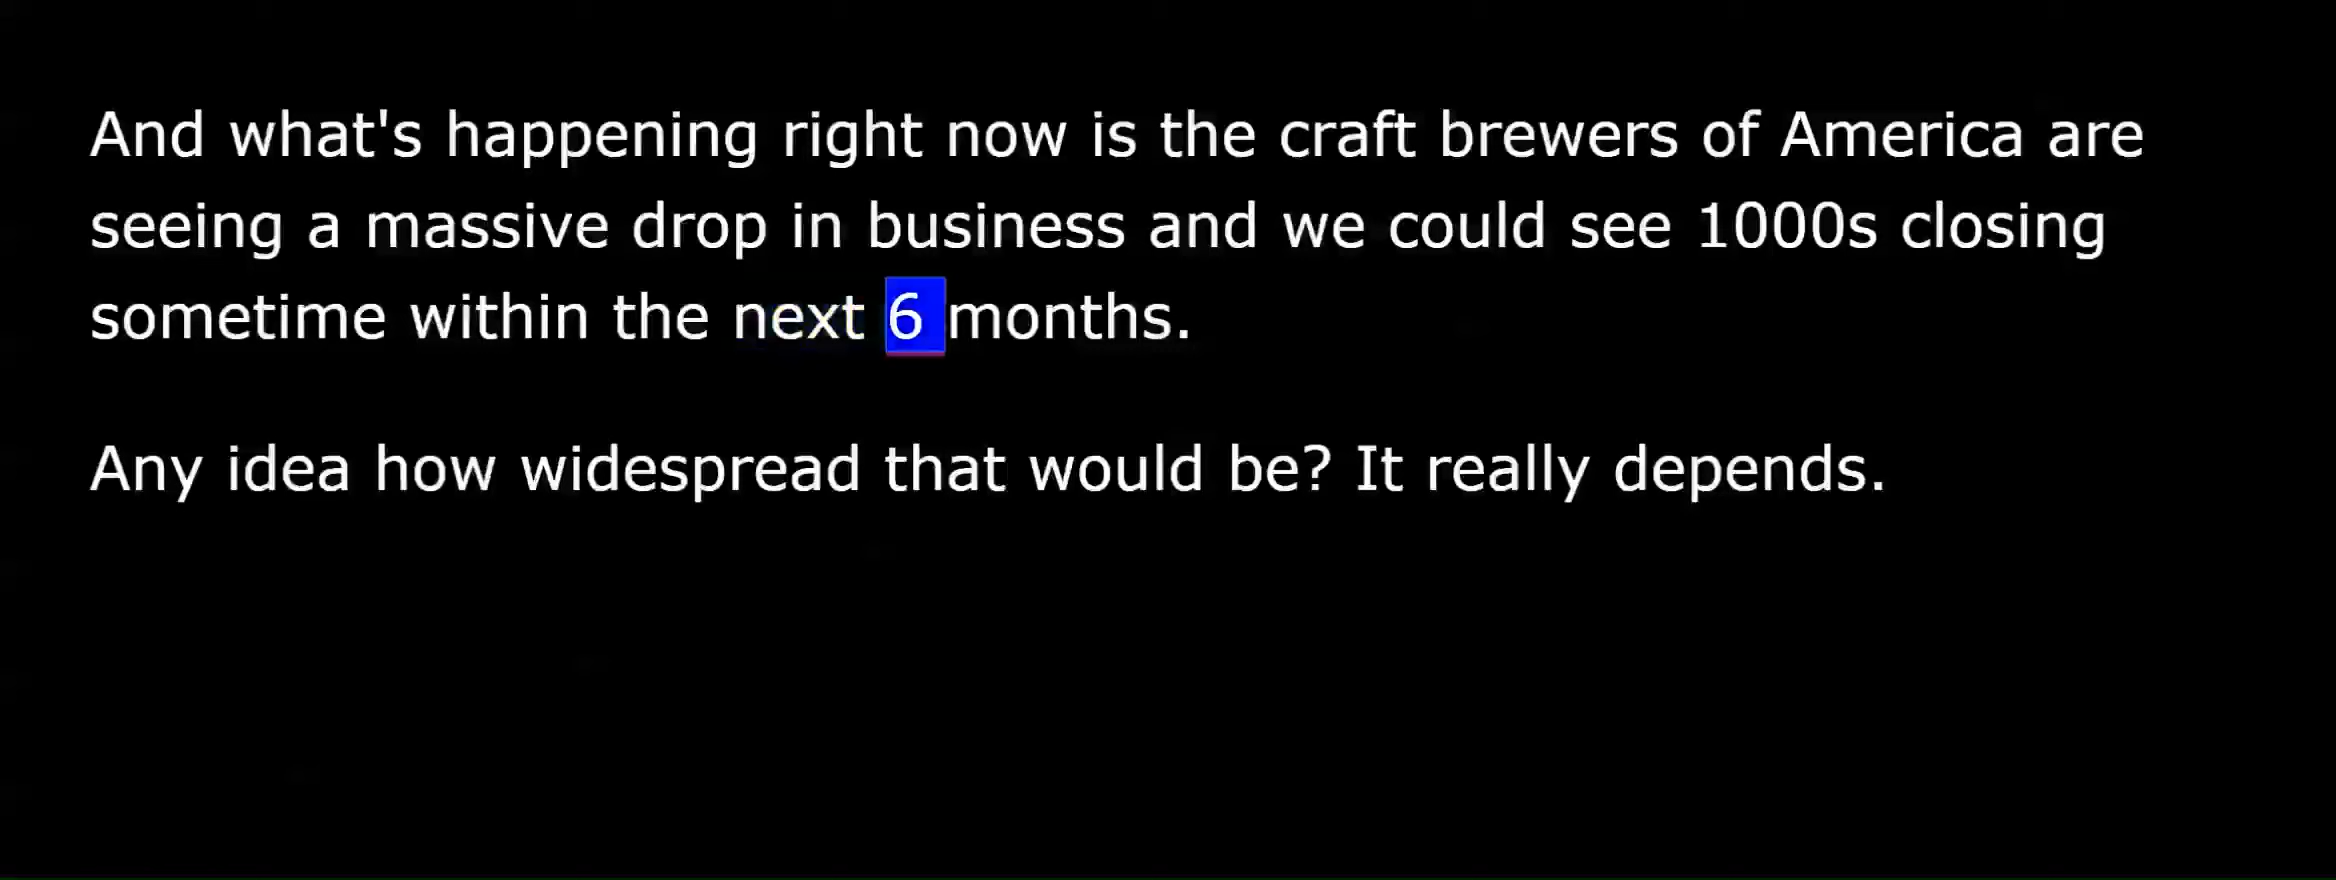 And what's happening right now is the craft brewers of America are
seeing a massive drop in business and we could see 1000s closing
sometime within the next 6 months.
Any idea how widespread that would be? It really depends.